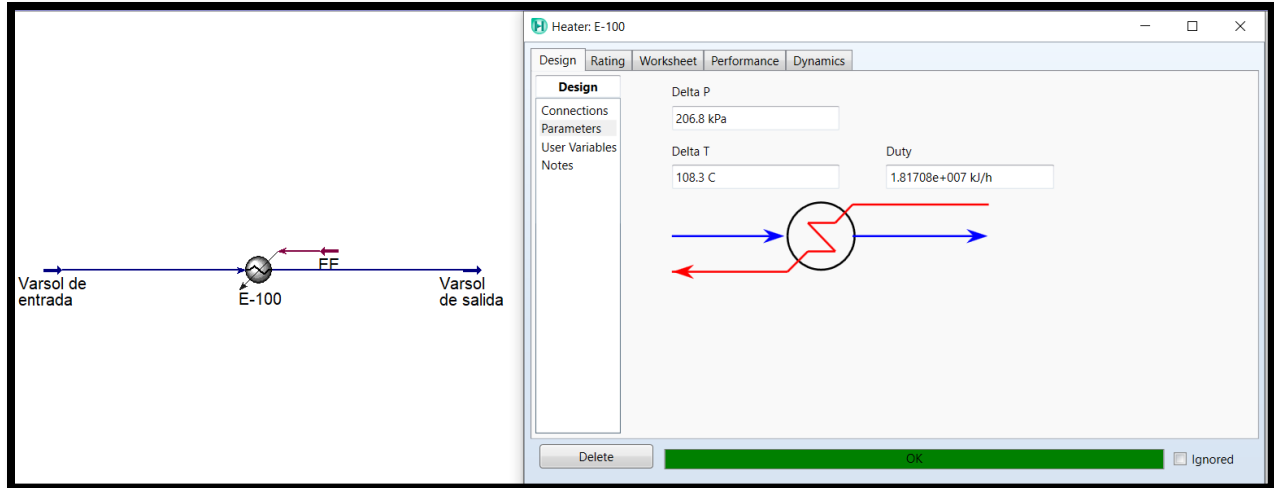 Varsol de
entrada
E-100
FF
Varsol
de salida
Heater: E-100
Design Rating Worksheet Performance Dynamics
Design
Connections
Parameters
User Variables
Notes
Delta P
206.8 kPa
Delta T
108.3 C
Duty
1.81708e+007 kJ/h
Delete
OK
Ignored